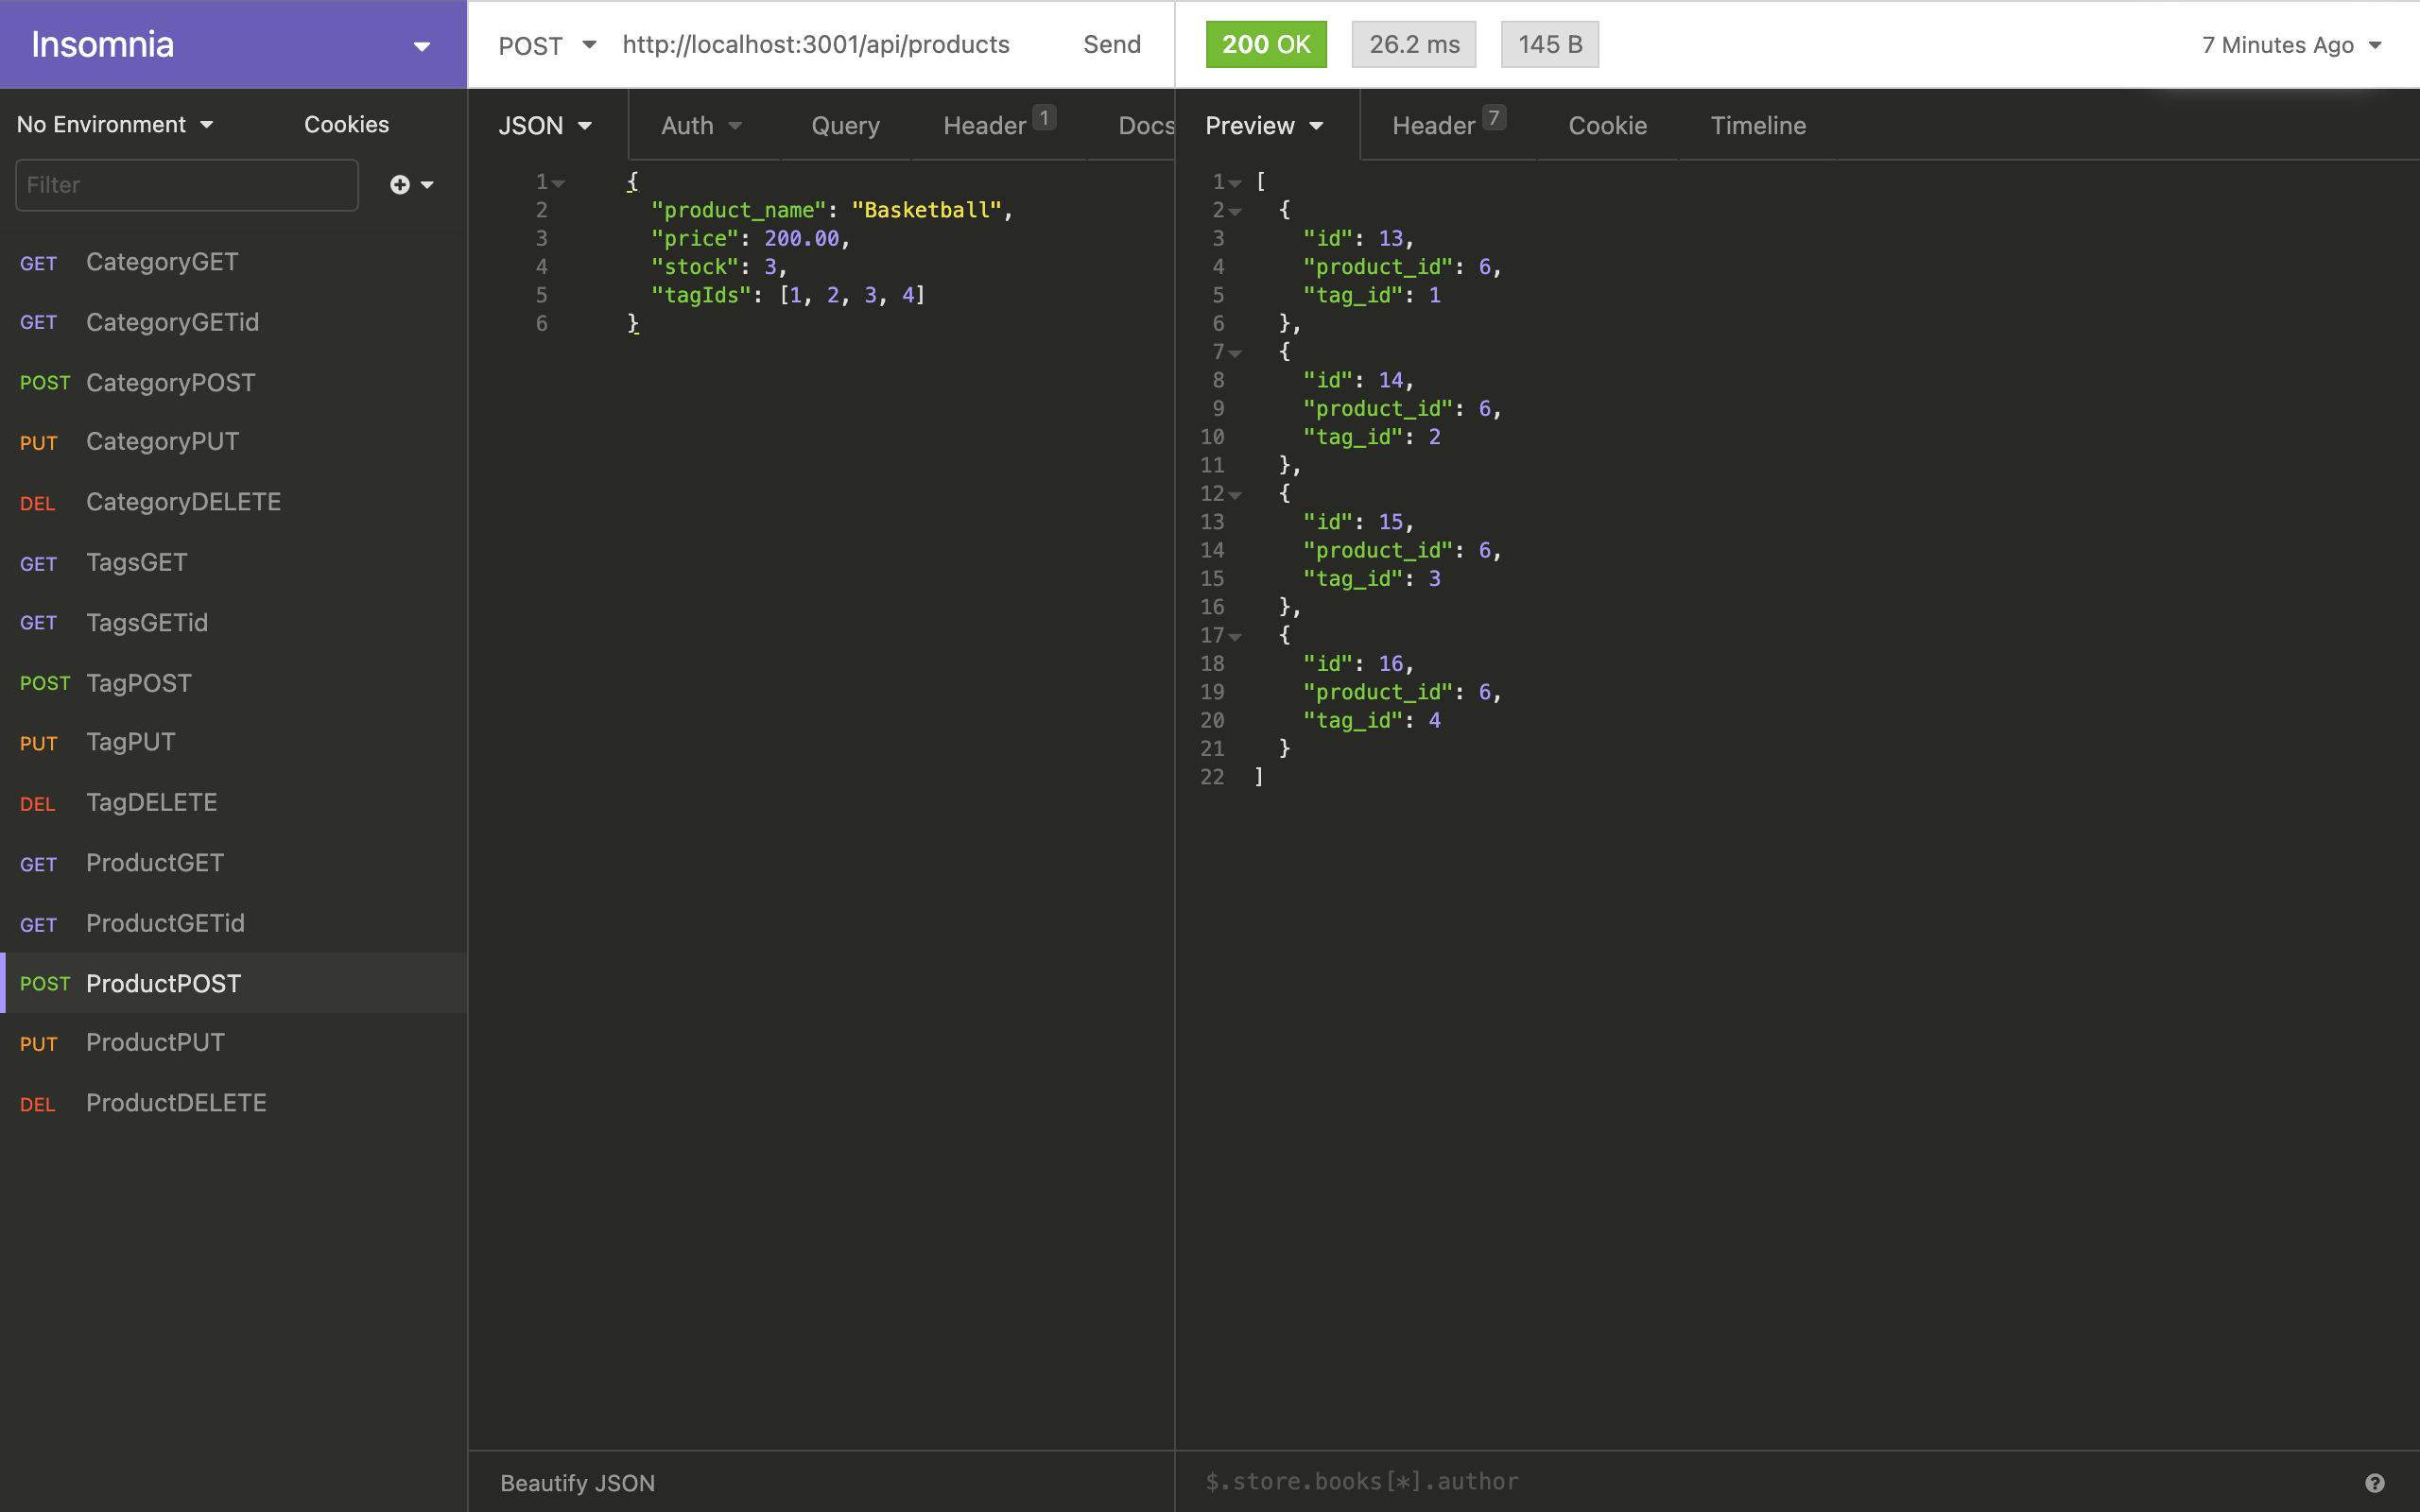 Insomnia
No Environment
Cookies
Filter
GET CategoryGET
GET CategoryGETid
POST CategoryPOST
PUT CategoryPUT
DEL CategoryDELETE
GET TagsGET
GET TagsGETid
POST TagPOST
PUT TagPUT
DEL TagDELETE
GET ProductGET
GET ProductGETid
POST ProductPOST
PUT ProductPUT
DEL ProductDELETE
POST http://localhost:3001/api/products Send
JSON Auth Query Header 1 Docs
1 {
2 "product_name": "Basketball",
3 "price": 200.00,
4 "stock": 3,
5 "tagIds": [1, 2, 3, 4]
6 }
Beautify JSON
200 OK 26.2 ms 145 B 7 Minutes Ago
Preview Header 7 Cookie Timeline
1 [
2 {
3 "id": 13,
4 "product_id": 6,
5 "tag_id": 1
6 },
7 {
8 "id": 14,
9 "product_id": 6,
10 "tag_id": 2
11 },
12 {
13 "id": 15,
14 "product_id": 6,
15 "tag_id": 3
16 },
17 {
18 "id": 16,
19 "product_id": 6,
20 "tag_id": 4
21 }
22 ]
$.store.books[*].author
?